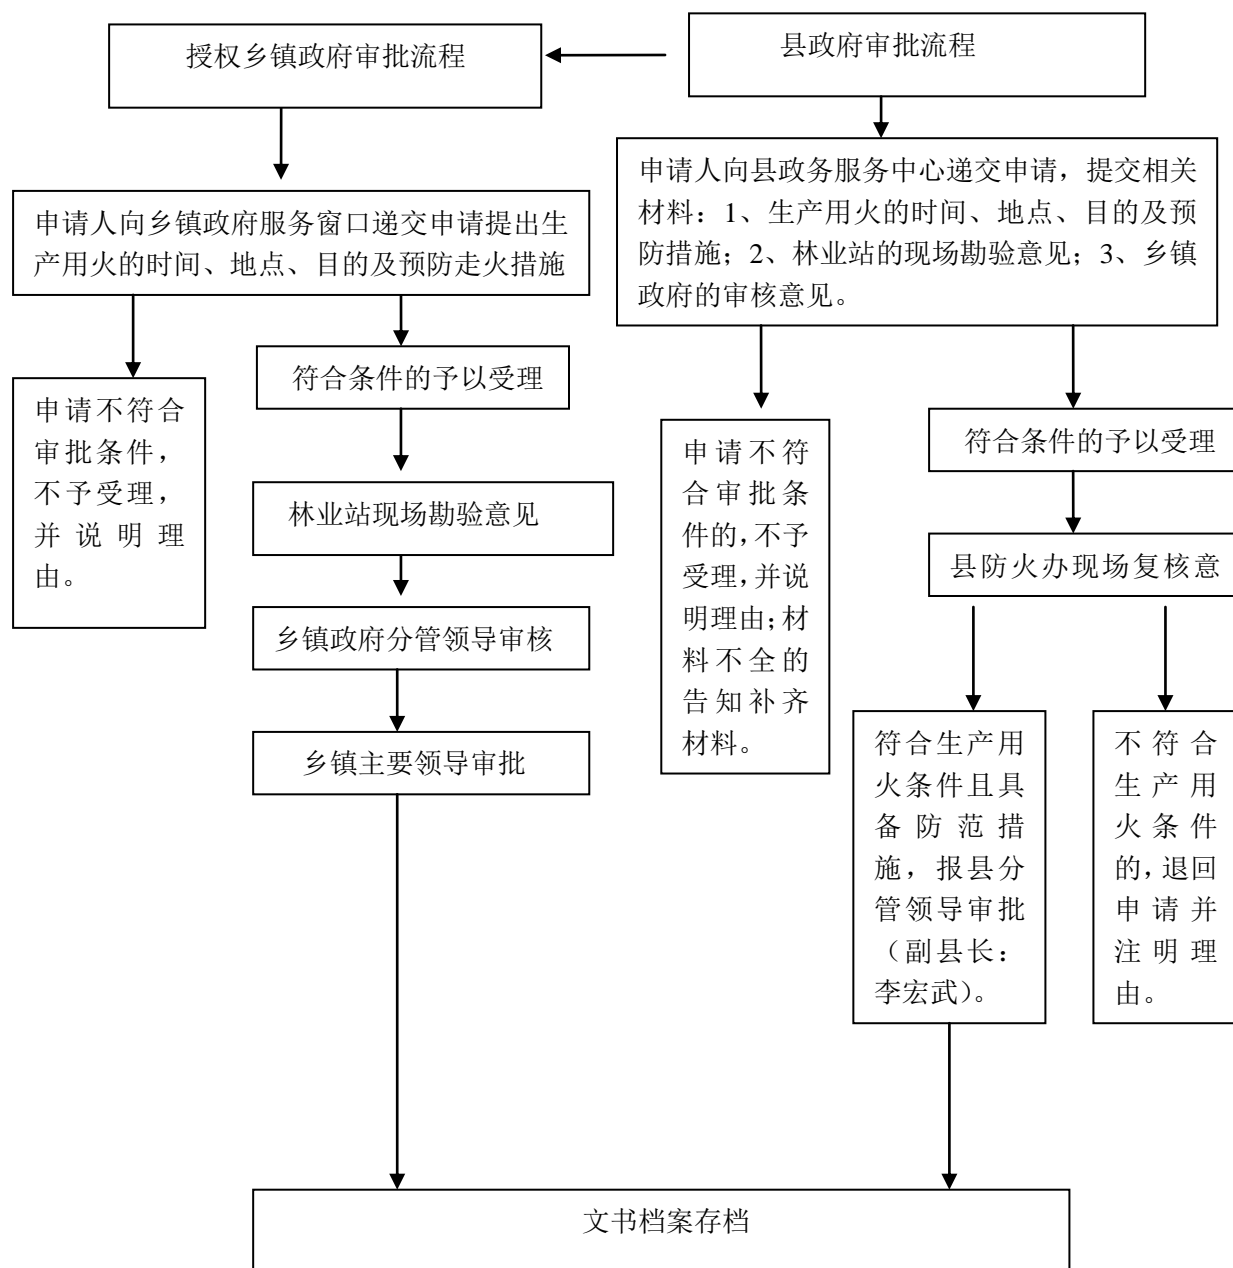 授权乡镇政府审批流程
县政府审批流程
申请人向乡镇政府服务窗口递交申请提出生
产用火的时间、地点、目的及预防走火措施
申请人向县政务服务中心递交申请，提交相关
材料：1、生产用火的时间、地点、目的及预
防措施；2、林业站的现场勘验意见；3、乡镇
政府的审核意见。
申请不符合
审批条件，
不予受理，
并说明理
由。
符合条件的予以受理
林业站现场勘验意见
乡镇政府分管领导审核
乡镇主要领导审批
申请不符
合审批条
件的，不予
受理，并说
明理由；材
料不全的
告知补齐
材料。
符合条件的予以受理
县防火办现场复核意
符合生产用
火条件且具
备防范措
施，报县分
管领导审批
（副县长：
李宏武）。
不符合
生产用
火条件
的，退回
申请并
注明理
由。
文书档案存档